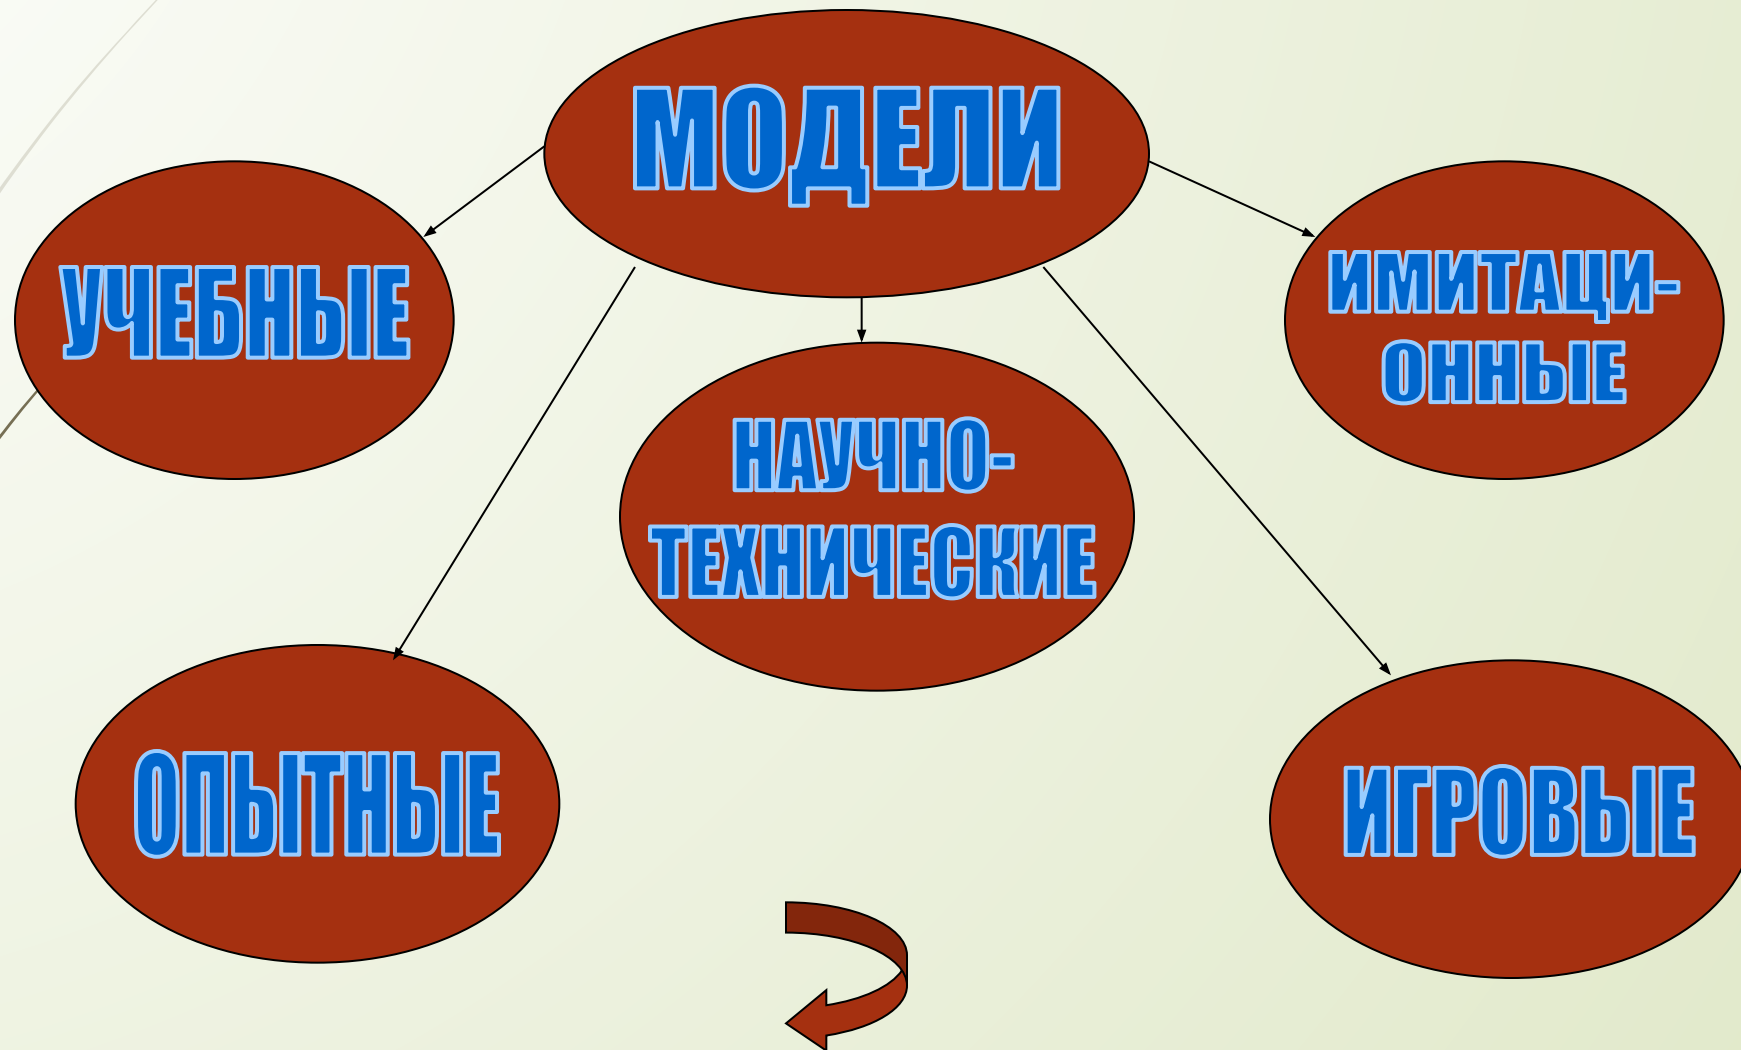 МОДЕЛИ
УЧЕБНЫЕ
ИМИТАЦИ-
ОННЫЕ
НАУЧНО-
ТЕХНИЧЕСКИЕ
ОПЫТНЫЕ
ИГРОВЫЕ